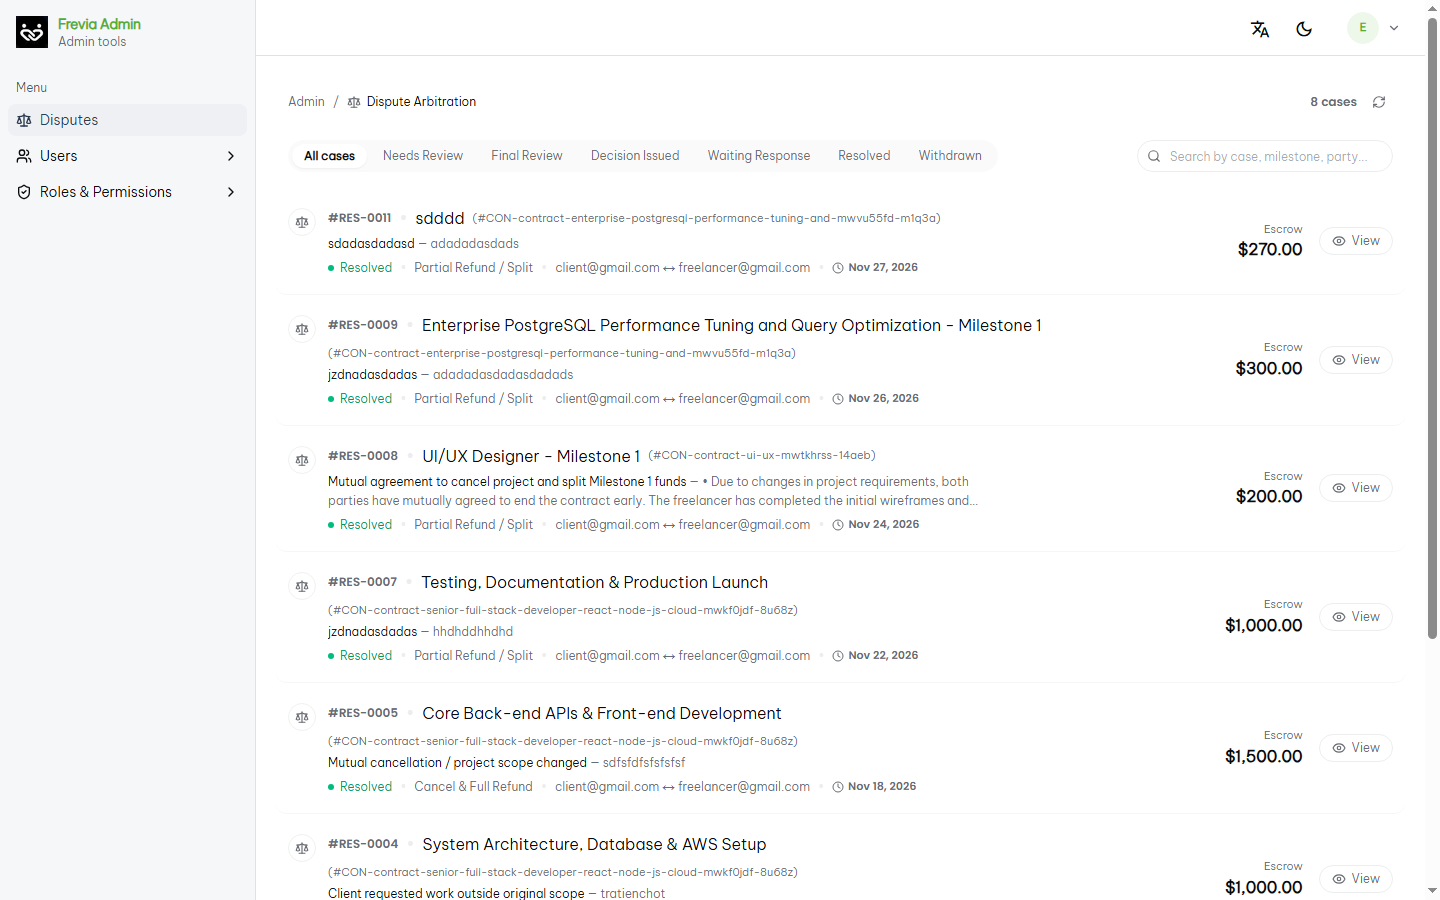 Frevia Admin
Admin tools
Menu
Disputes
Users
Roles & Permissions
E
Admin / Dispute Arbitration
8 cases
All cases Needs Review Final Review Decision Issued Waiting Response Resolved Withdrawn
Search by case, milestone, party...
#RES-0011 • sdddd (#CON-contract-enterprise-postgresql-performance-tuning-and-mwvu55fd-m1q3a)
sdadasdadasd — adadadasdads
• Resolved • Partial Refund / Split • client@gmail.com ↔ freelancer@gmail.com • Nov 27, 2026
Escrow
$270.00
View
#RES-0009 • Enterprise PostgreSQL Performance Tuning and Query Optimization - Milestone 1
(#CON-contract-enterprise-postgresql-performance-tuning-and-mwvu55fd-m1q3a)
jzdnadasdadas — adadadasdadasdadads
• Resolved • Partial Refund / Split • client@gmail.com ↔ freelancer@gmail.com • Nov 26, 2026
Escrow
$300.00
View
#RES-0008 • UI/UX Designer - Milestone 1 (#CON-contract-ui-ux-mwtkhrss-14aeb)
Mutual agreement to cancel project and split Milestone 1 funds — • Due to changes in project requirements, both
parties have mutually agreed to end the contract early. The freelancer has completed the initial wireframes and...
• Resolved • Partial Refund / Split • client@gmail.com ↔ freelancer@gmail.com • Nov 24, 2026
Escrow
$200.00
View
#RES-0007 • Testing, Documentation & Production Launch
(#CON-contract-senior-full-stack-developer-react-node-js-cloud-mwkf0jdf-8u68z)
jzdnadasdadas — hhdhddhhdhd
• Resolved • Partial Refund / Split • client@gmail.com ↔ freelancer@gmail.com • Nov 22, 2026
Escrow
$1,000.00
View
#RES-0005 • Core Back-end APIs & Front-end Development
(#CON-contract-senior-full-stack-developer-react-node-js-cloud-mwkf0jdf-8u68z)
Mutual cancellation / project scope changed — sdfsfdfsfsfsfsf
• Resolved • Cancel & Full Refund • client@gmail.com ↔ freelancer@gmail.com • Nov 18, 2026
Escrow
$1,500.00
View
#RES-0004 • System Architecture, Database & AWS Setup
(#CON-contract-senior-full-stack-developer-react-node-js-cloud-mwkf0jdf-8u68z)
Client requested work outside original scope — tratienchot
Escrow
$1,000.00
View